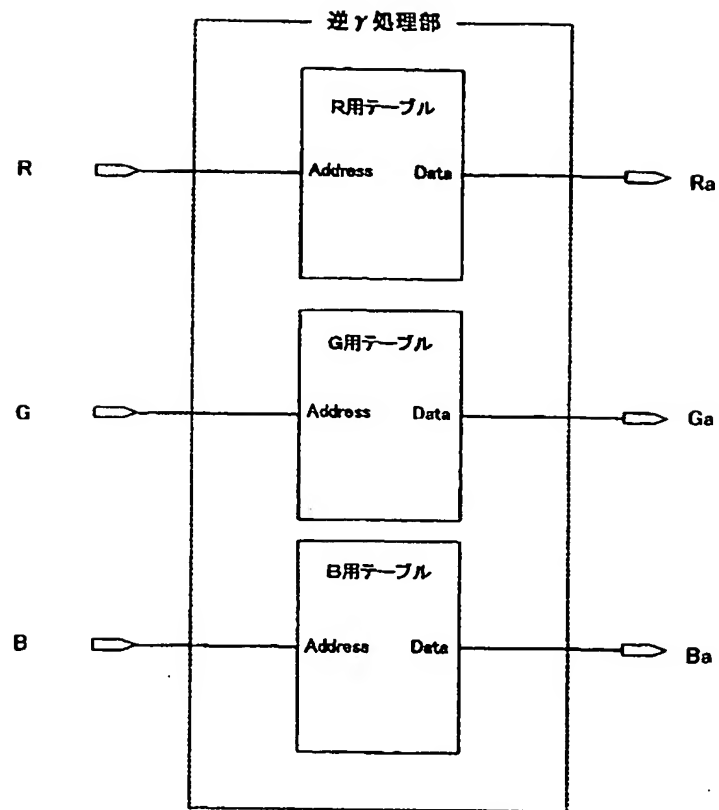 逆γ処理部
R用テーブル
R Address Data Ra
G用テーブル
G Address Data Ga
B用テーブル
B Address Data Ba